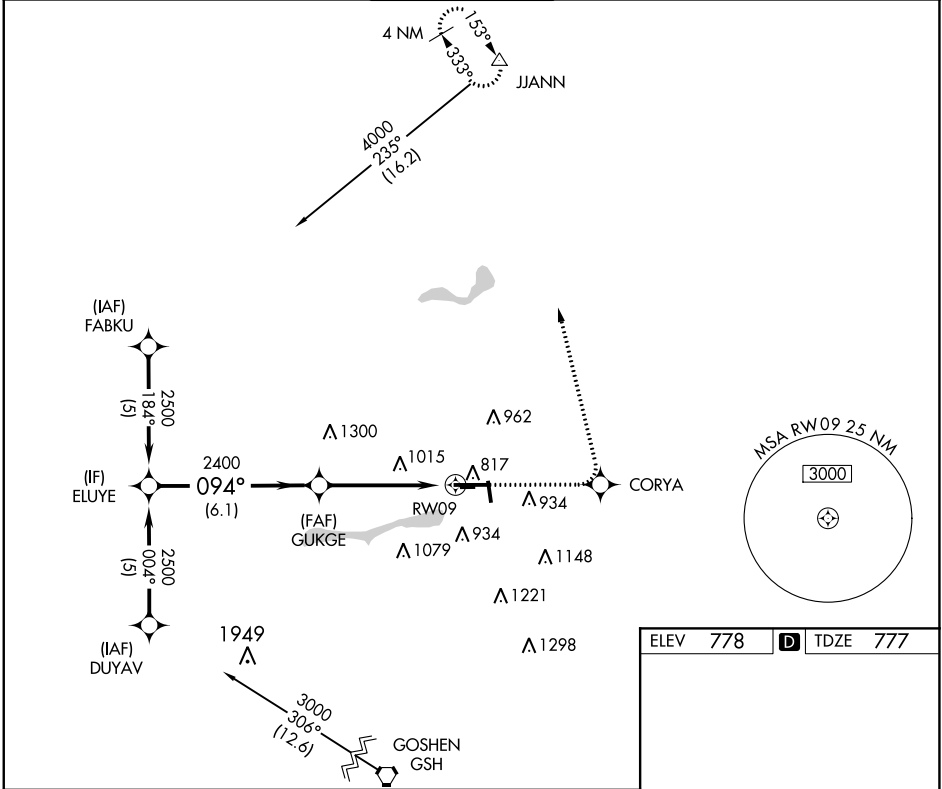 4 NM
153°
333°
JJANN
4000
235°
(16.2)
(IAF)
FABKU
2500
184°
(5)
1300
962
1015
817
MSA RW09 25 NM
3000
(IF)
ELUYE
2400
094°
(6.1)
RW09
934
CORYA
(FAF)
GUKGE
934
1079
1148
2500
004°
(5)
1221
(IAF)
DUYAV
1949
1298
ELEV 778 D TDZE 777
3000
306°
(12.6)
GOSHEN
GSH